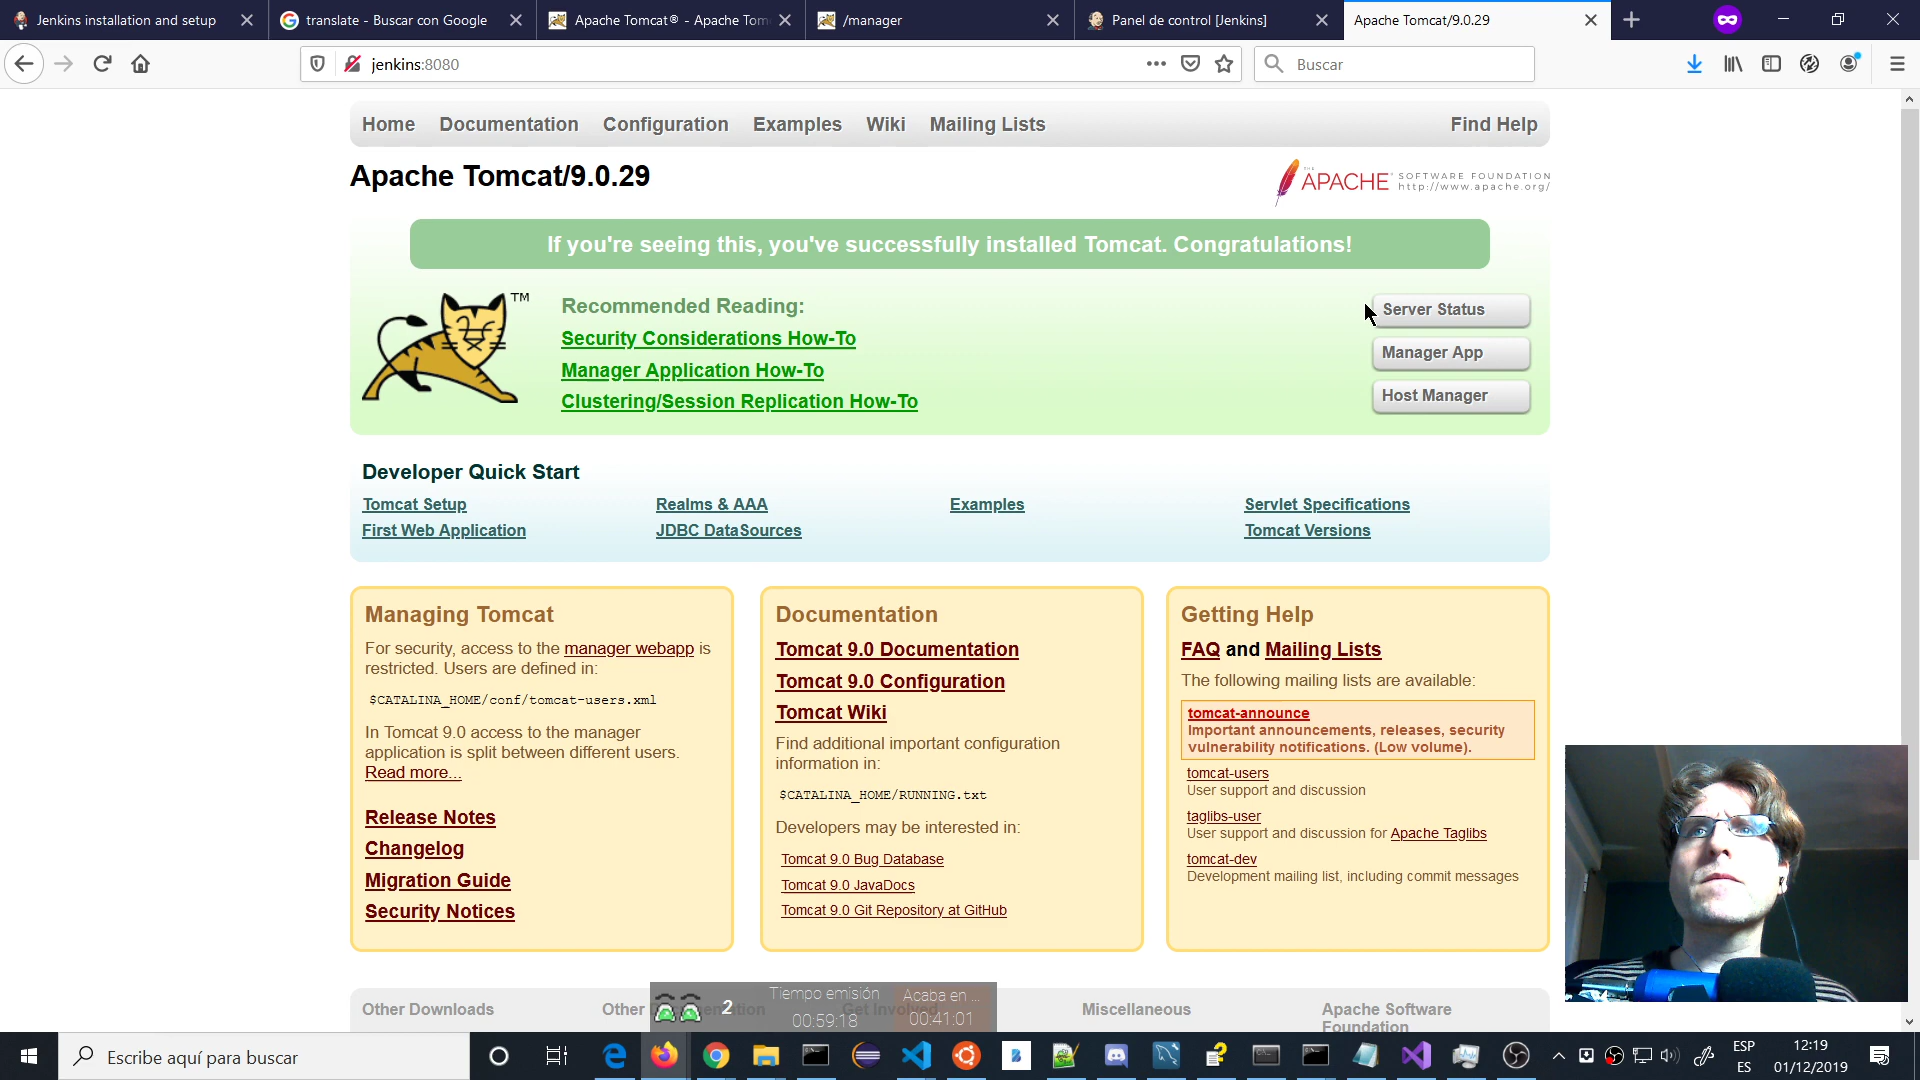 Jenkins installation and setup
translate - Buscar con Google
Apache Tomcat® - Apache Tom
/manager
Panel de control [Jenkins]
Apache Tomcat/9.0.29
jenkins:8080
Buscar
Home Documentation Configuration Examples Wiki Mailing Lists Find Help
Apache Tomcat/9.0.29
THE APACHE SOFTWARE FOUNDATION
http://www.apache.org/
If you're seeing this, you've successfully installed Tomcat. Congratulations!
TM
Recommended Reading:
Security Considerations How-To
Manager Application How-To
Clustering/Session Replication How-To
Server Status
Manager App
Host Manager
Developer Quick Start
Tomcat Setup
First Web Application
Realms & AAA
JDBC DataSources
Examples
Servlet Specifications
Tomcat Versions
Managing Tomcat
For security, access to the manager webapp is
restricted. Users are defined in:
$CATALINA_HOME/conf/tomcat-users.xml
In Tomcat 9.0 access to the manager
application is split between different users.
Read more...
Release Notes
Changelog
Migration Guide
Security Notices
Documentation
Tomcat 9.0 Documentation
Tomcat 9.0 Configuration
Tomcat Wiki
Find additional important configuration
information in:
$CATALINA_HOME/RUNNING.txt
Developers may be interested in:
Tomcat 9.0 Bug Database
Tomcat 9.0 JavaDocs
Tomcat 9.0 Git Repository at GitHub
Getting Help
FAQ and Mailing Lists
The following mailing lists are available:
tomcat-announce
Important announcements, releases, security
vulnerability notifications. (Low volume).
tomcat-users
User support and discussion
taglibs-user
User support and discussion for Apache Taglibs
tomcat-dev
Development mailing list, including commit messages
Other Downloads
Other
Get Involved
Miscellaneous
Apache Software
Foundation
2
Tiempo emisión
00:59:18
Acaba en ...
00:41:01
Escribe aquí para buscar
ESP
ES
12:19
01/12/2019